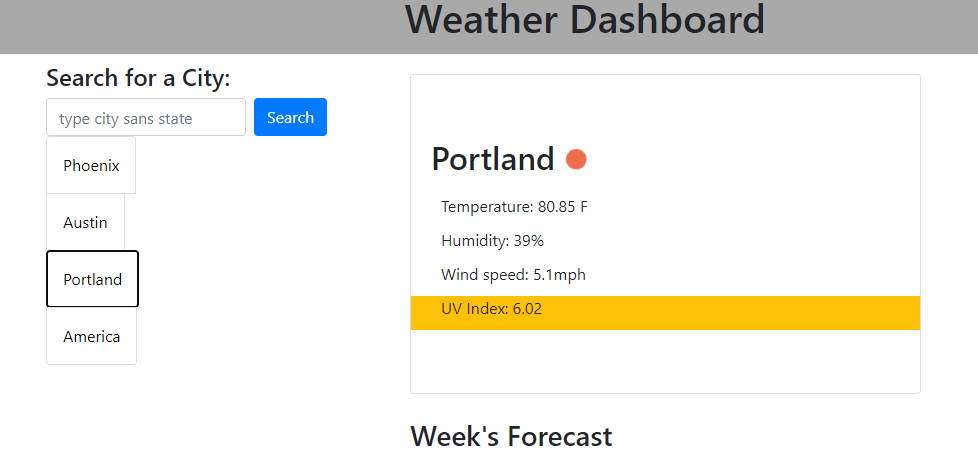 Weather Dashboard
Search for a City:
type city sans state
Search
Phoenix
Austin
Portland
America
Portland
Temperature: 80.85 F
Humidity: 39%
Wind speed: 5.1mph
UV Index: 6.02
Week's Forecast